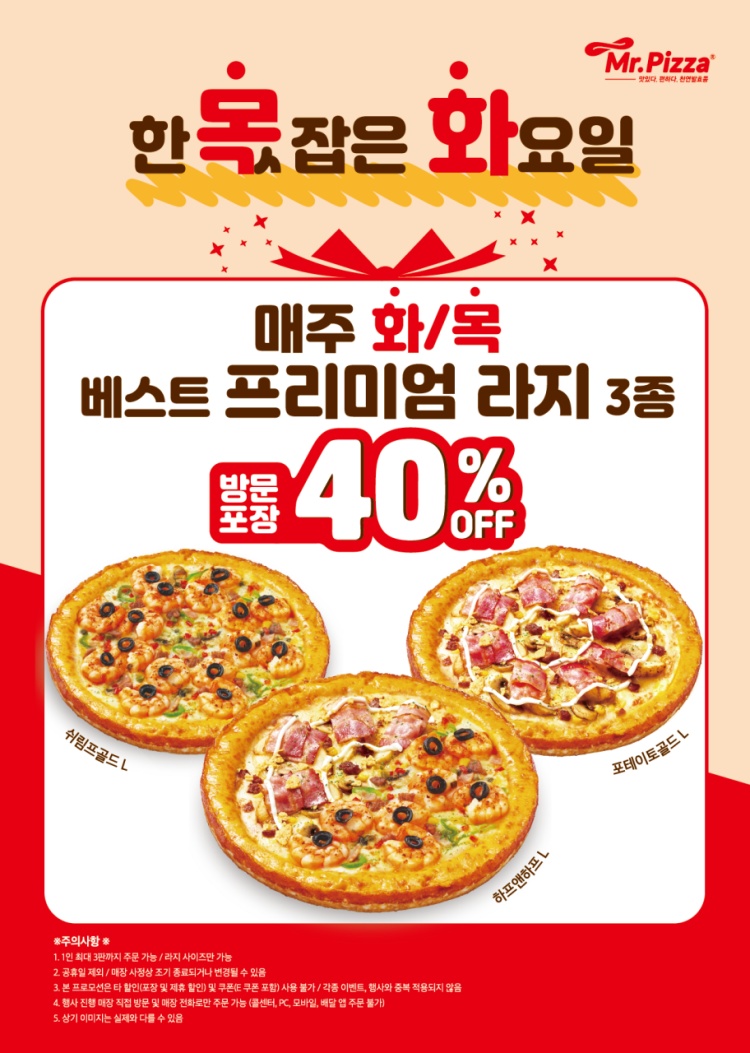 Mr.Pizza®
맛있다. 편하다. 천연발효종
한 목 잡은 화요일
매주 화/목
베스트 프리미엄 라지 3종
방문
포장
40% OFF
쉬림프골드 L
포테이토골드 L
하프앤하프 L
※주의사항 ※
1. 1인 최대 3판까지 주문 가능 / 라지 사이즈만 가능
2. 공휴일 제외 / 매장 사정상 조기 종료되거나 변경될 수 있음
3. 본 프로모션은 타 할인(포장 및 제휴 할인) 및 쿠폰(E 쿠폰 포함) 사용 불가 / 각종 이벤트, 행사와 중복 적용되지 않음
4. 행사 진행 매장 직접 방문 및 매장 전화로만 주문 가능 (콜센터, PC, 모바일, 배달 앱 주문 불가)
5. 상기 이미지는 실제와 다를 수 있음